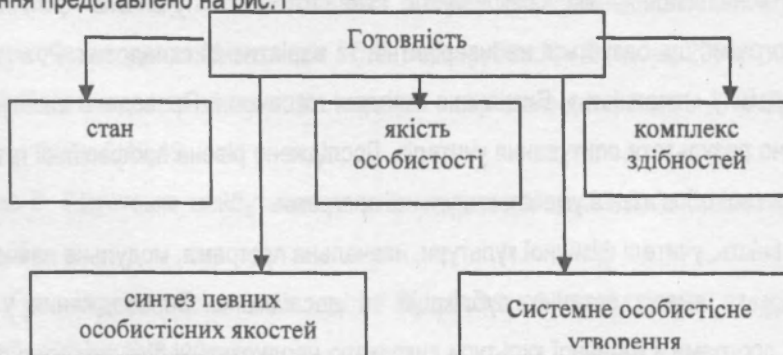 ння представлено на рис.1
Готовність
стан
якість
особистості
комплекс
здібностей
синтез певних
особистісних якостей
Системне особистісне
утворення